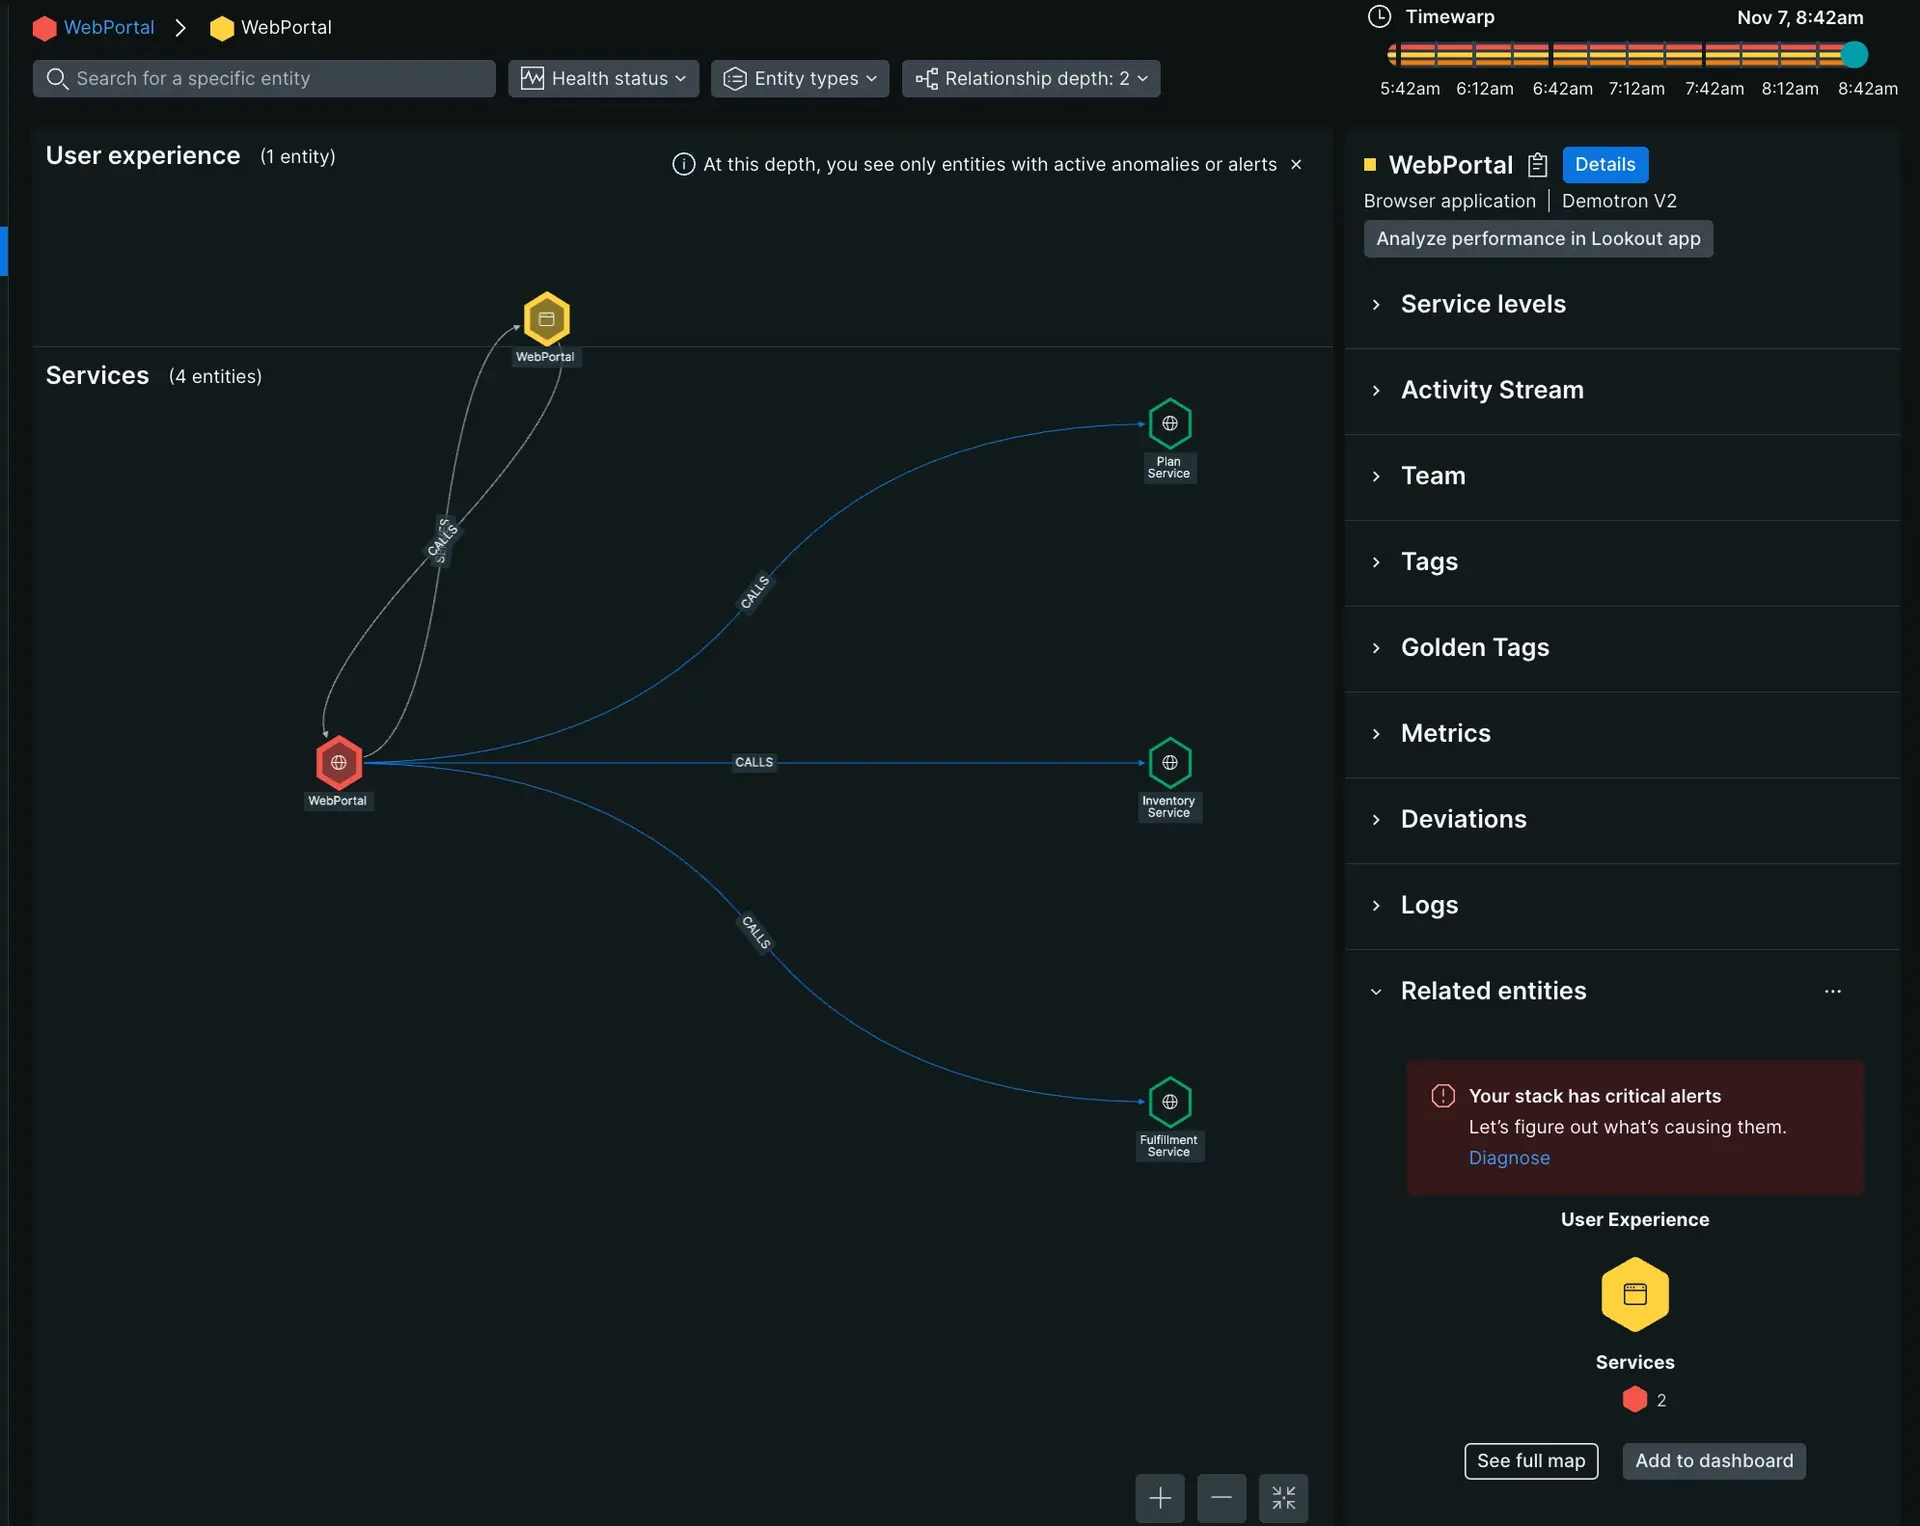 WebPortal > WebPortal
Search for a specific entity
Health status
Entity types
Relationship depth: 2
Timewarp
Nov 7, 8:42am
5:42am 6:12am 6:42am 7:12am 7:42am 8:12am 8:42am
User experience (1 entity)
At this depth, you see only entities with active anomalies or alerts
WebPortal
Services (4 entities)
Plan
Service
CALLS
CALLS
CALLS
Inventory
Service
WebPortal
CALLS
Fulfillment
Service
WebPortal
Details
Browser application | Demotron V2
Analyze performance in Lookout app
Service levels
Activity Stream
Team
Tags
Golden Tags
Metrics
Deviations
Logs
Related entities
Your stack has critical alerts
Let's figure out what's causing them.
Diagnose
User Experience
Services
2
See full map
Add to dashboard